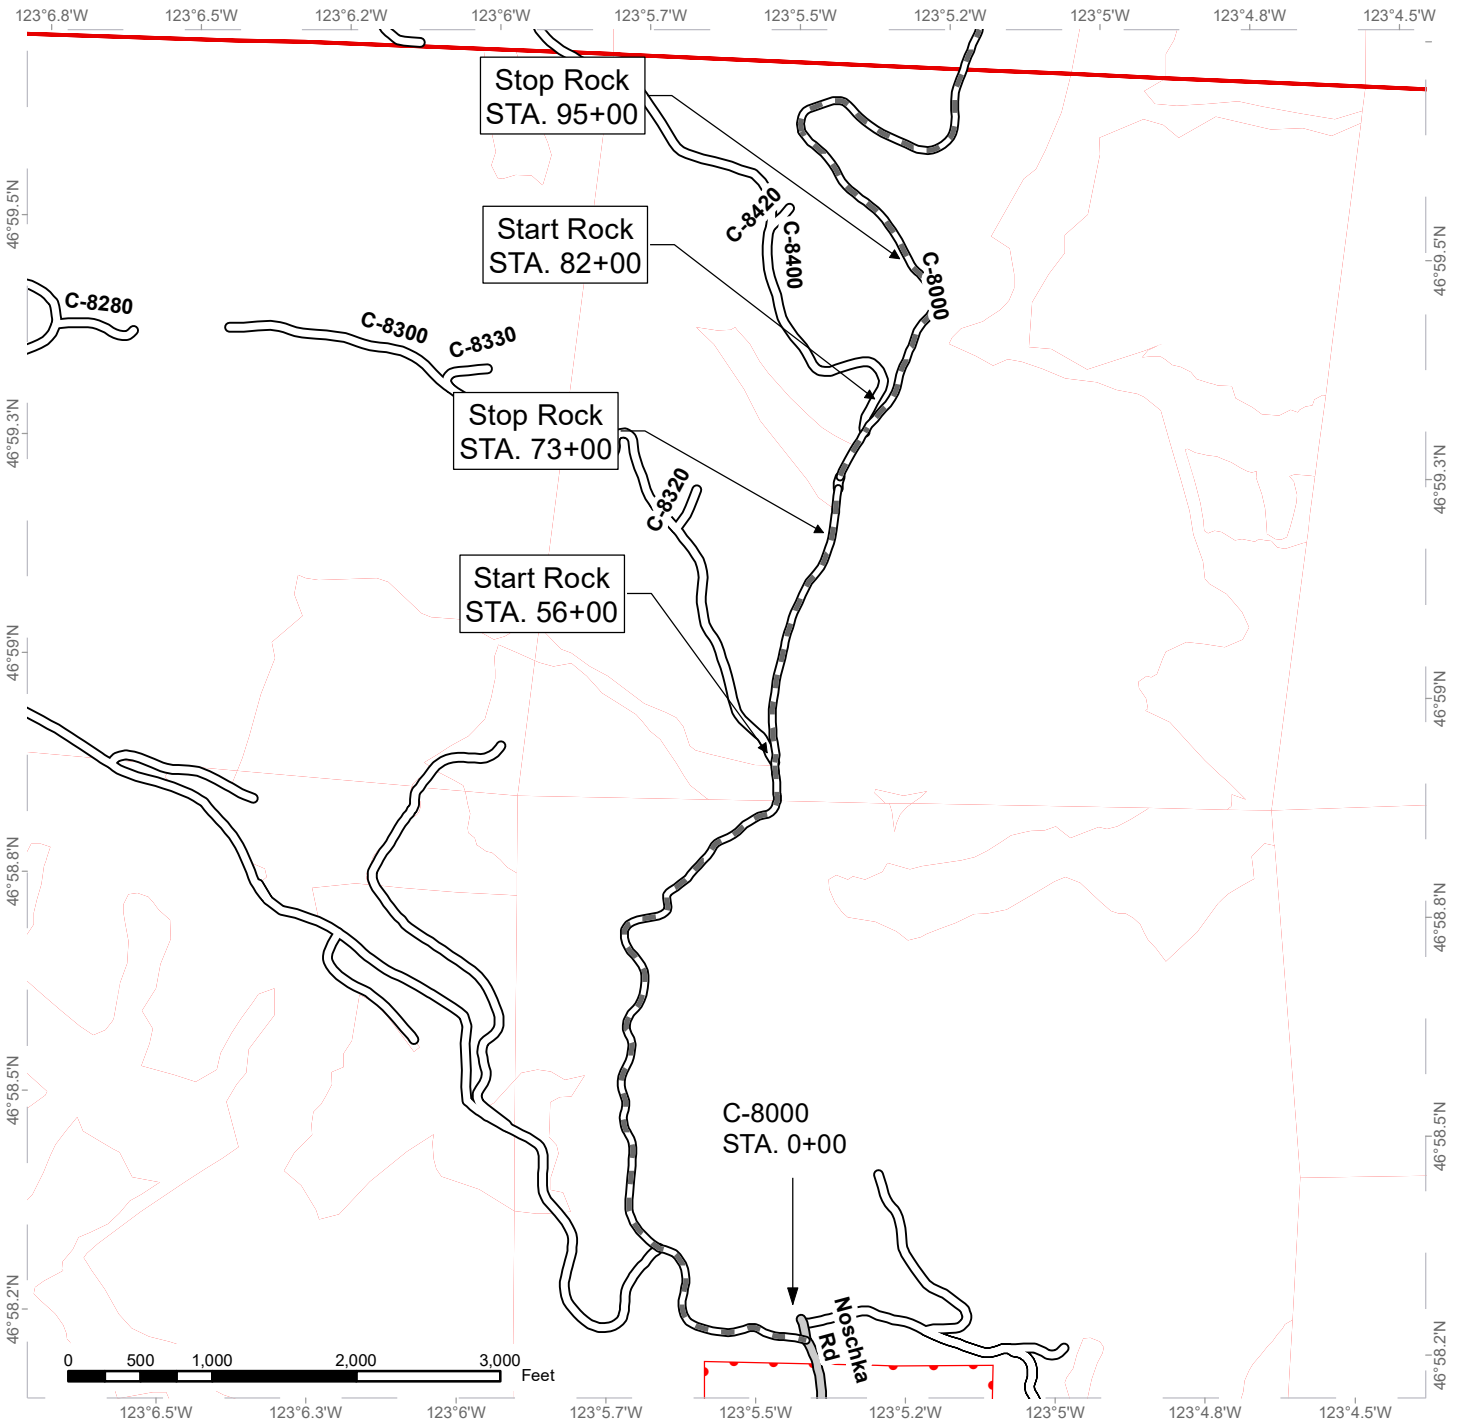 123°6.8'W 123°6.5'W 123°6.2'W 123°6'W 123°5.7'W 123°5.5'W 123°5.2'W 123°5'W 123°4.8'W 123°4.5'W
Stop Rock
STA. 95+00
C-8420
46°59.5'N
Start Rock
STA. 82+00
C-8400
C-8000
46°59.5'N
C-8280
C-8300
C-8330
Stop Rock
STA. 73+00
46°59.3'N
46°59.3'N
C-8320
Start Rock
STA. 56+00
46°59'N
46°59'N
46°58.8'N
46°58.8'N
46°58.5'N
C-8000
STA. 0+00
46°58.5'N
46°58.2'N
Noschka
Rd
46°58.2'N
0 500 1,000 2,000 3,000
Feet
123°6.5'W 123°6.3'W 123°6'W 123°5.7'W 123°5.5'W 123°5.2'W 123°5'W 123°4.8'W 123°4.5'W